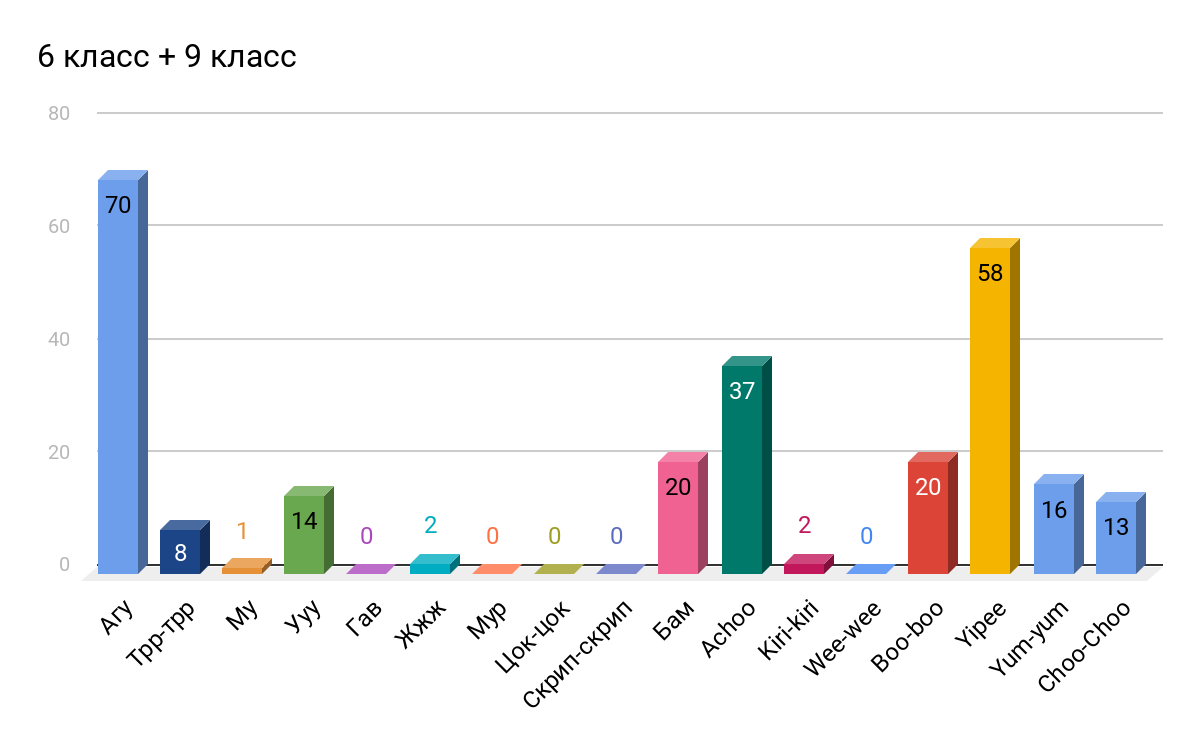 6 класс + 9 класс
80
60
40
20
0
70
8
1
14
0
2
0
0
0
20
37
2
0
20
58
16
13
Агу
Трр-трр
Му
Ууу
Гав
Жжж
Мур
Цок-цок
Скрип-скрип
Бам
Achoo
Kiri-kiri
Wee-wee
Boo-boo
Yipee
Yum-yum
Choo-Choo